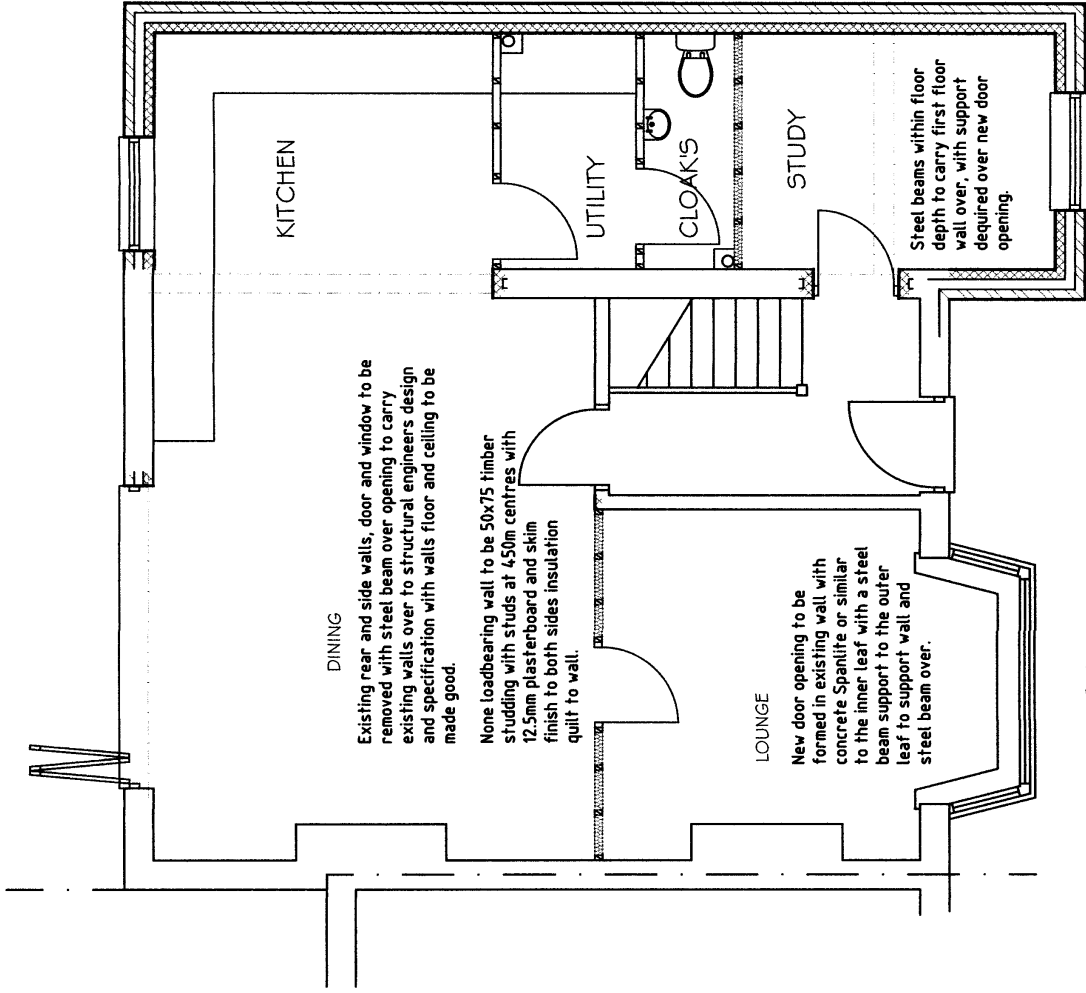 KITCHEN
UTILITY
CLOAK'S
STUDY
Steel beams within floor
depth to carry first floor
wall over, with support
dequired over new door
opening.
DINING
Existing rear and side walls, door and window to be
removed with steel beam over opening to carry
existing walls over to structural engineers design
and specification with walls floor and ceiling to be
made good.
None loadbearing wall to be 50x75 timber
studding with studs at 450m centres with
12.5mm plasterboard and skim
finish to both sides insulation
quilt to wall.
LOUNGE
New door opening to be
formed in existing wall with
concrete Spanlite or similar
to the inner leaf with a steel
beam support to the outer
leaf to support wall and
steel beam over.